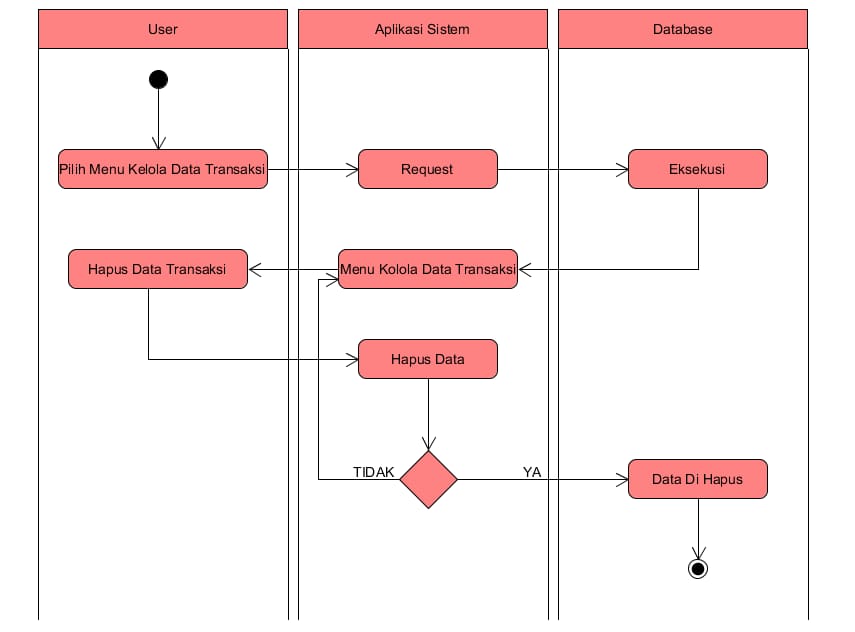 User
Aplikasi Sistem
Database
Pilih Menu Kelola Data Transaksi
Request
Eksekusi
Hapus Data Transaksi
Menu Kolola Data Transaksi
Hapus Data
TIDAK
YA
Data Di Hapus